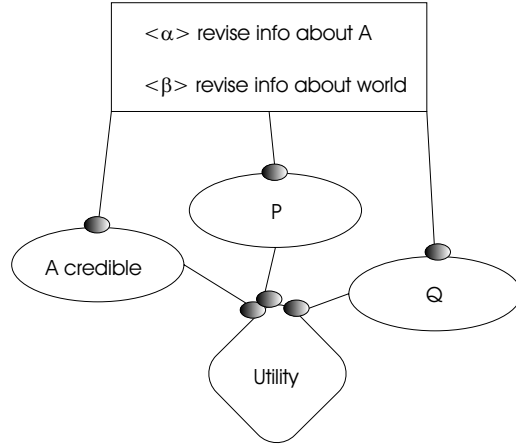 <α> revise info about A
<β> revise info about world
P
A credible
Q
Utility